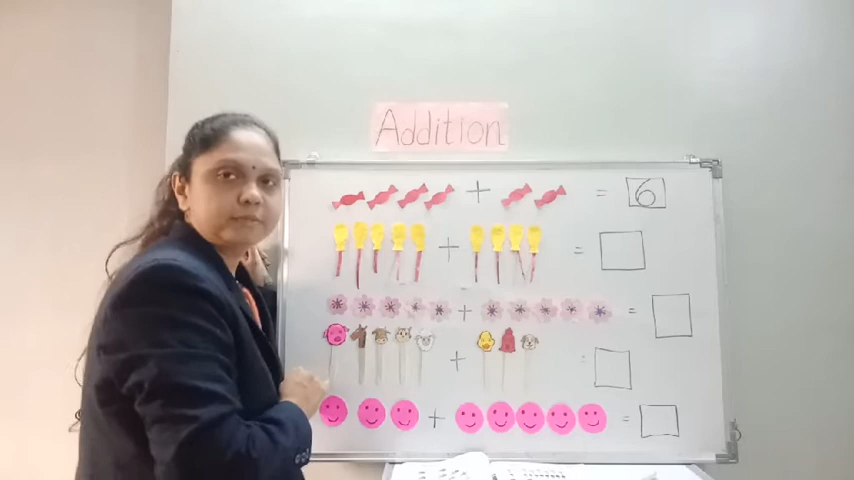 Addition
+ = 6
+ =
+ =
+ =
+ =